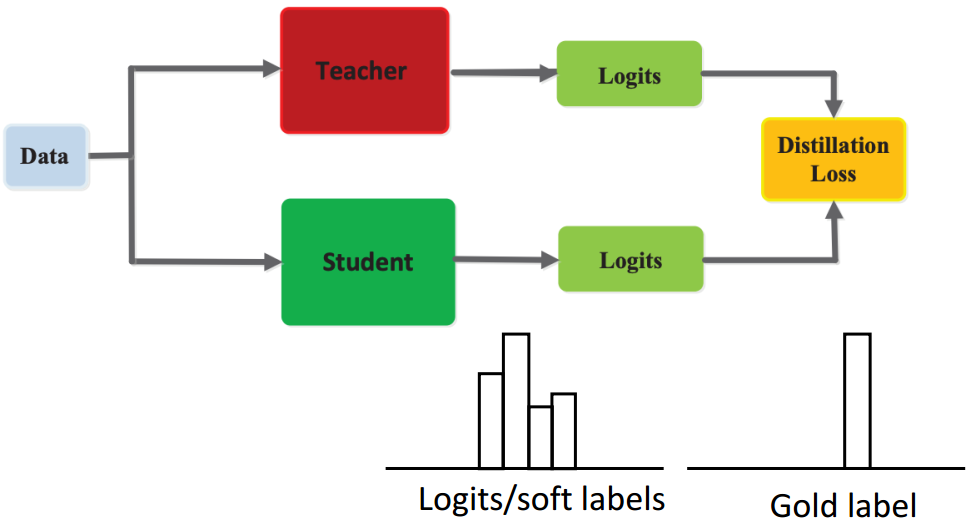 Teacher
Logits
Data
Distillation
Loss
Student
Logits
Logits/soft labels
Gold label